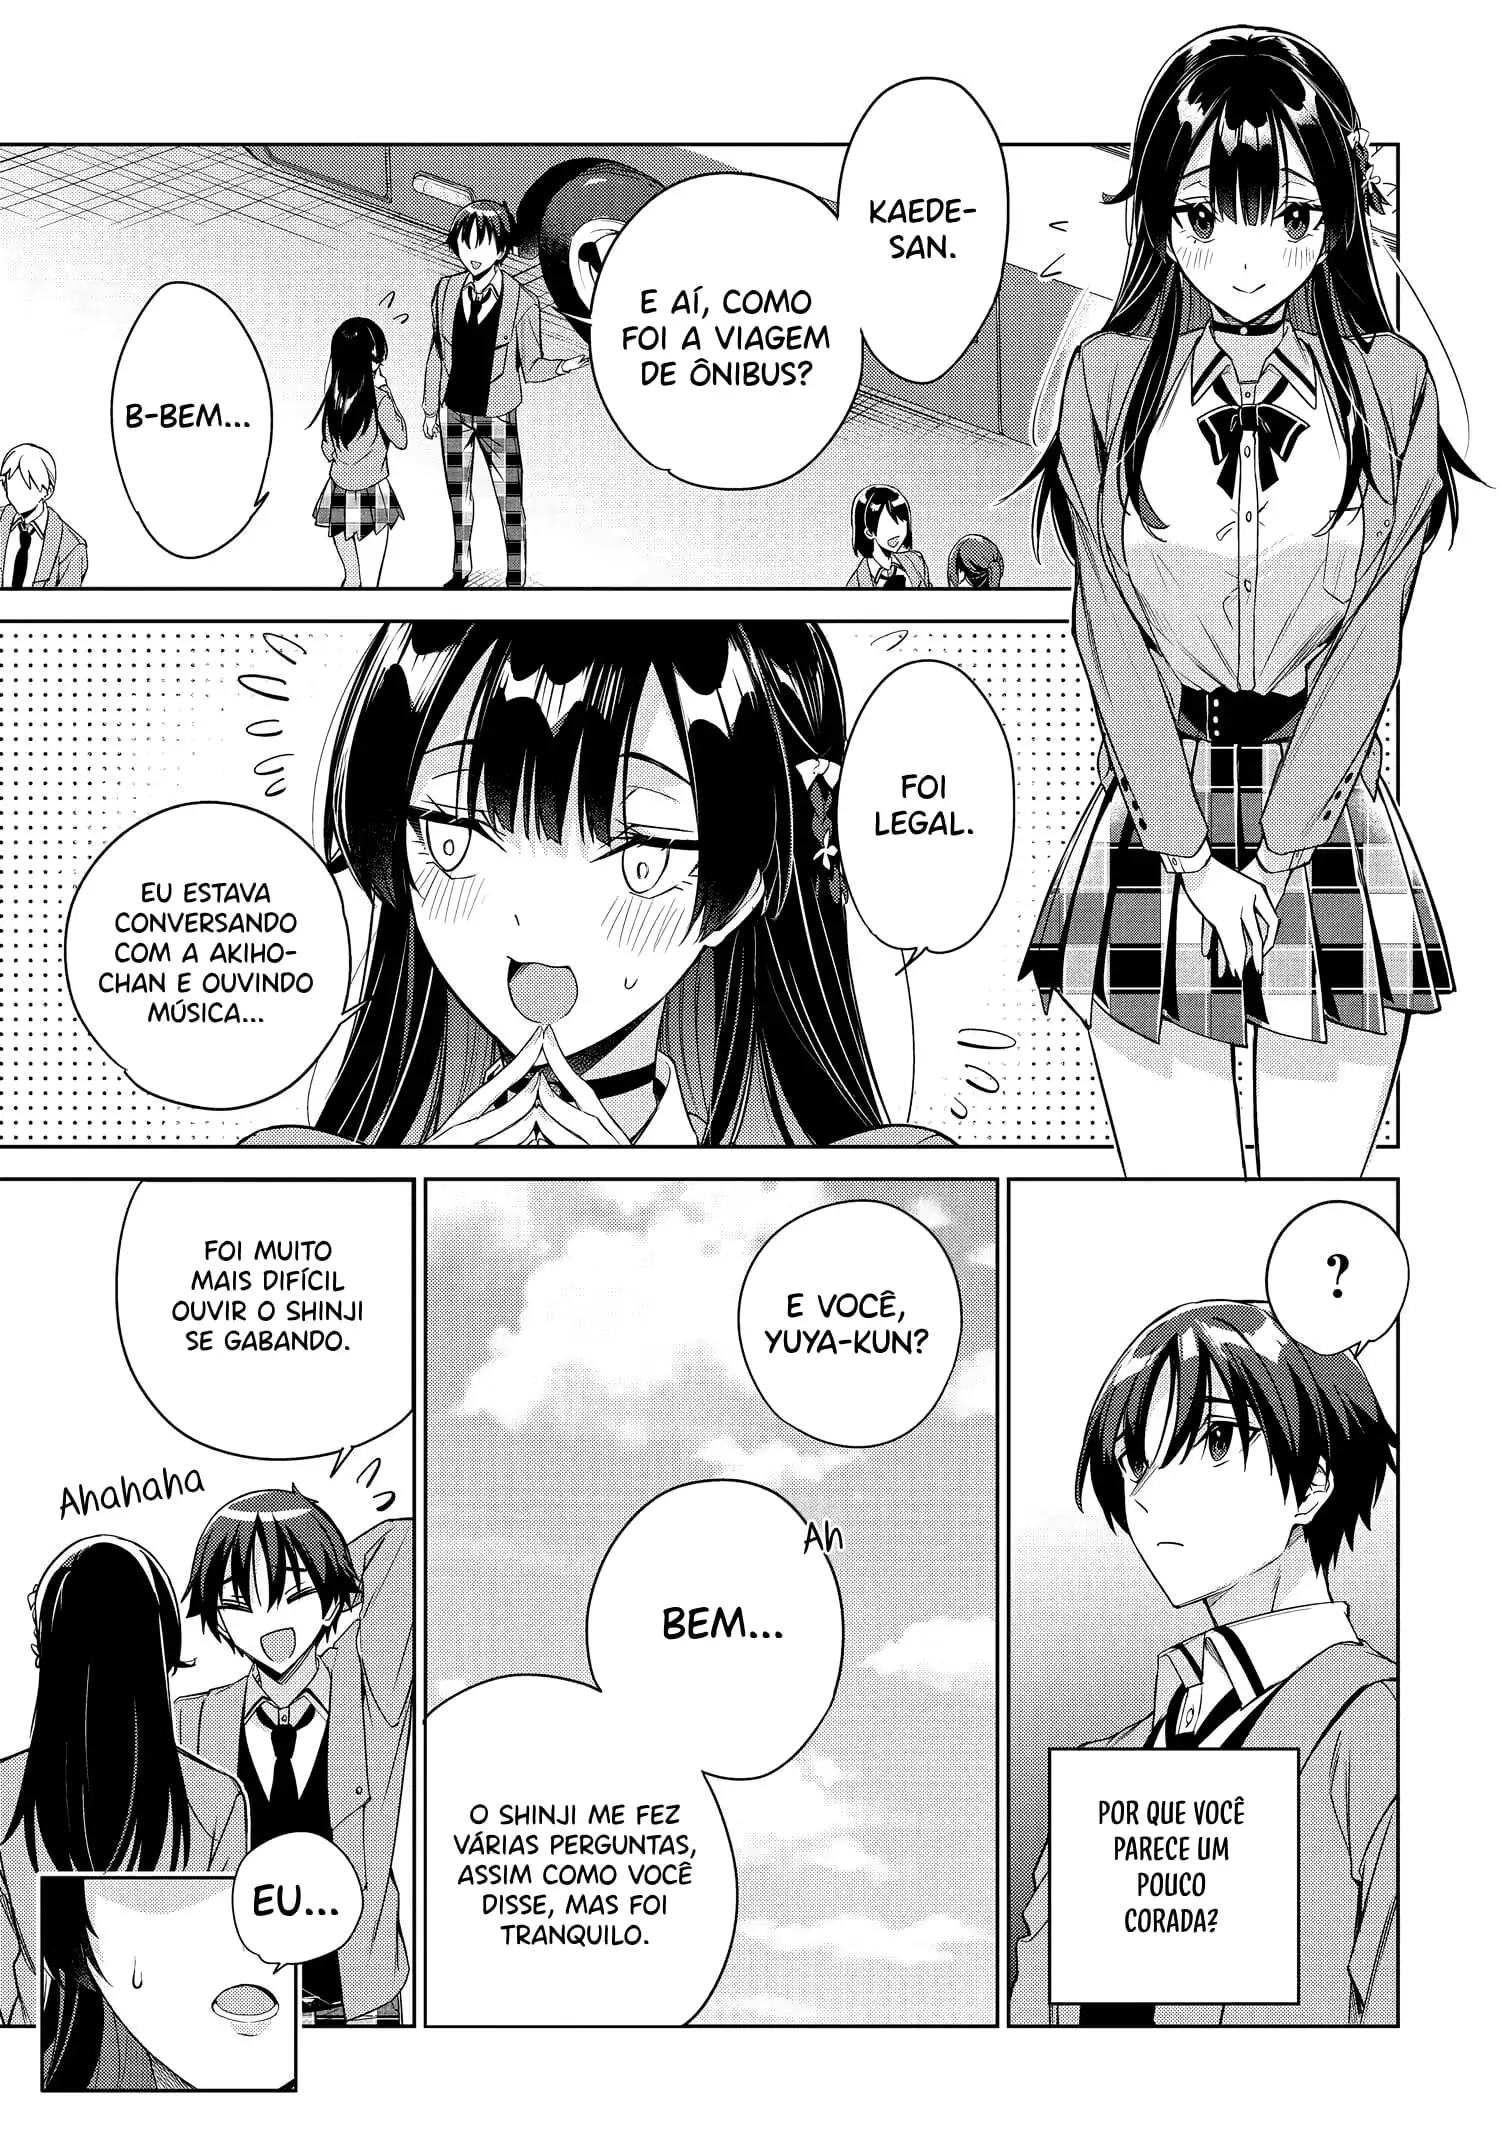 KAEDE-
SAN.
E AÍ, COMO
FOI A VIAGEM
DE ÔNIBUS?
B-BEM...
FOI
LEGAL.
EU ESTAVA
CONVERSANDO
COM A AKIHO-
CHAN E OUVINDO
MÚSICA...
?
POR QUE VOCÊ
PARECE UM
POUCO
CORADA?
E VOCÊ,
YUYA-KUN?
Ah
BEM...
O SHINJI ME FEZ
VÁRIAS PERGUNTAS,
ASSIM COMO VOCÊ
DISSE, MAS FOI
TRANQUILO.
FOI MUITO
MAIS DIFÍCIL
OUVIR O SHINJI
SE GABANDO.
Ahahaha
EU...